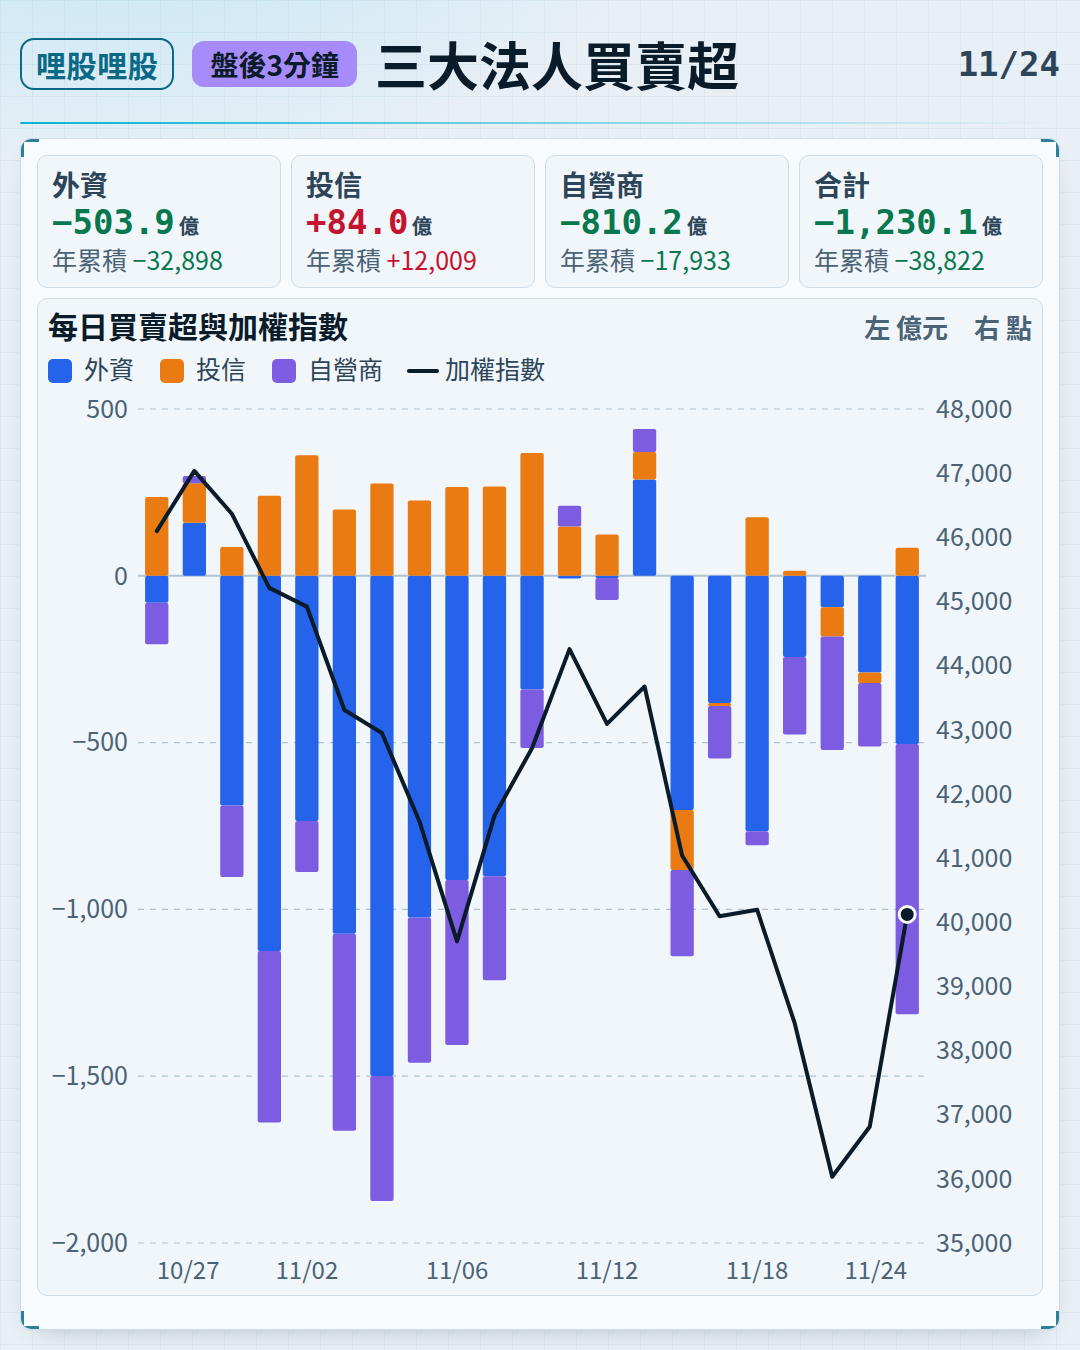 哩股哩股 盤後3分鐘 三大法人買賣超 11/24
外資 投信 自營商 合計
−503.9億 +84.0億 −810.2億 −1,230.1億
年累積 −32,898 年累積 +12,009 年累積 −17,933 年累積 −38,822
每日買賣超與加權指數 左 億元 右 點
外資 投信 自營商 加權指數
500 48,000
47,000
46,000
0
45,000
44,000
−500 43,000
42,000
41,000
−1,000 40,000
39,000
−1,500 38,000
37,000
36,000
−2,000 35,000
10/27 11/02 11/06 11/12 11/18 11/24